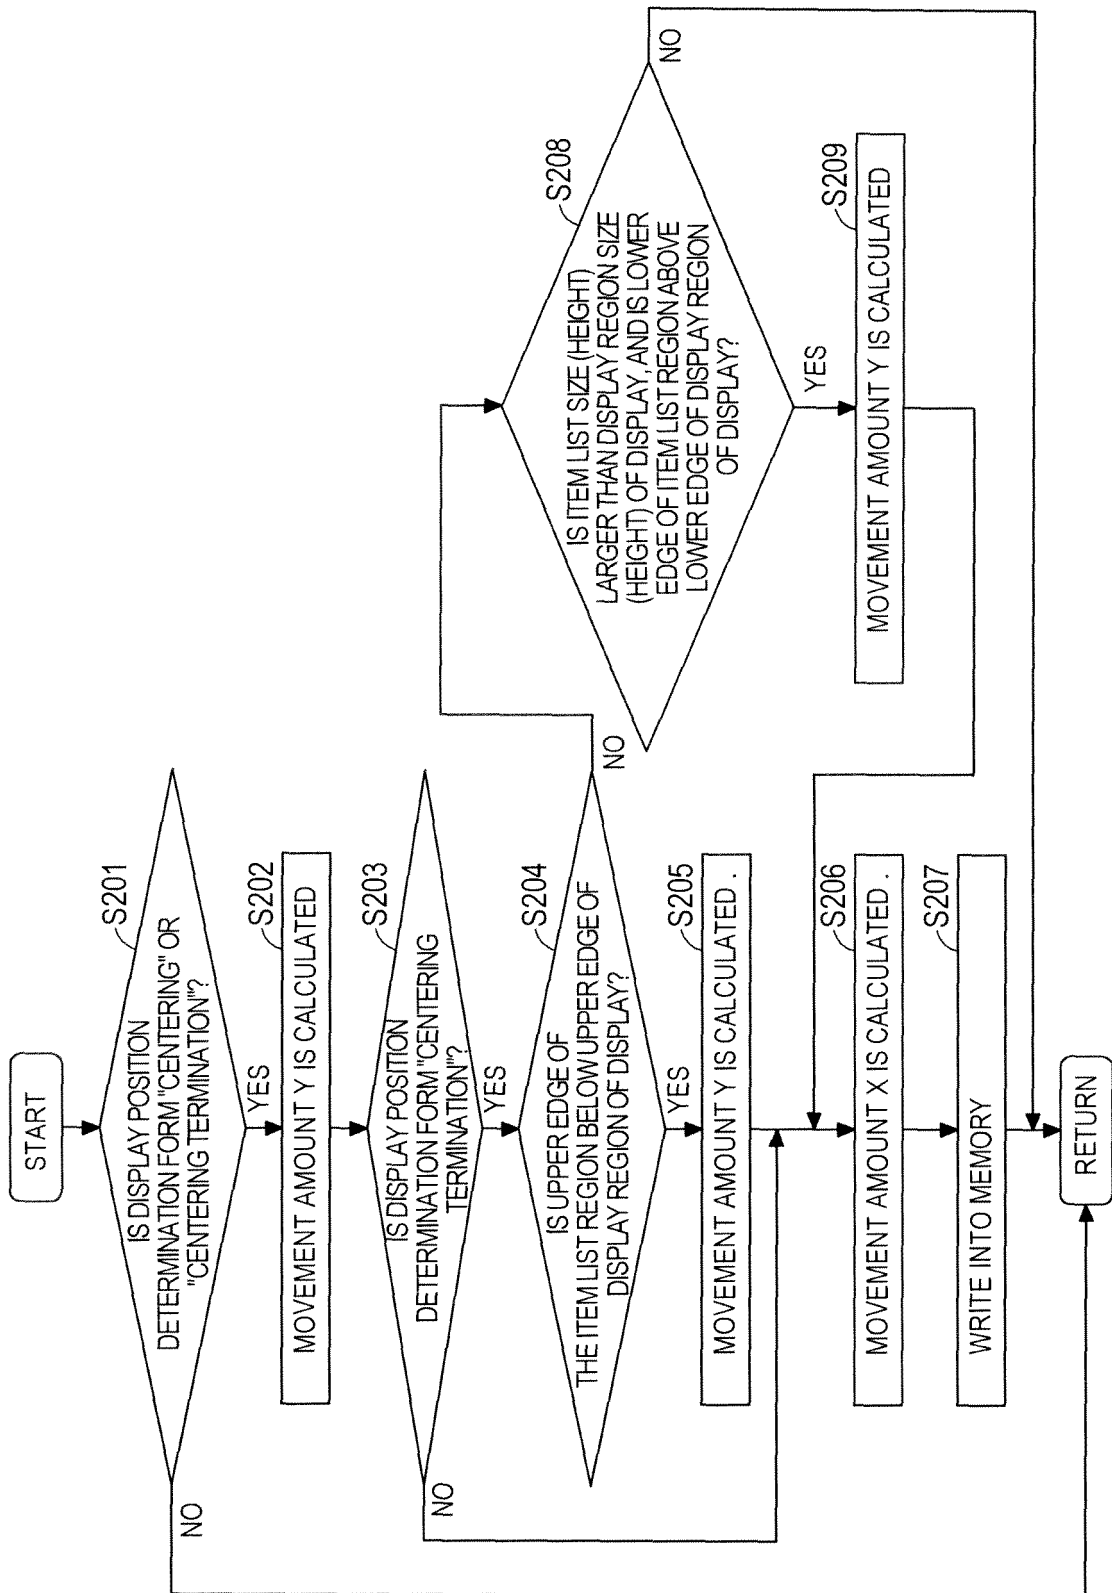 START
S201
IS DISPLAY POSITION
DETERMINATION FORM "CENTERING" OR
"CENTERING TERMINATION"?
NO
YES
S202
MOVEMENT AMOUNT Y IS CALCULATED
S203
IS DISPLAY POSITION
DETERMINATION FORM "CENTERING
TERMINATION"?
NO
YES
S204
IS UPPER EDGE OF
THE ITEM LIST REGION BELOW UPPER EDGE OF
DISPLAY REGION OF DISPLAY?
NO
YES
S205
MOVEMENT AMOUNT Y IS CALCULATED .
S206
MOVEMENT AMOUNT X IS CALCULATED .
S207
WRITE INTO MEMORY
RETURN
S208
IS ITEM LIST SIZE (HEIGHT)
LARGER THAN DISPLAY REGION SIZE
(HEIGHT) OF DISPLAY, AND IS LOWER
EDGE OF ITEM LIST REGION ABOVE
LOWER EDGE OF DISPLAY REGION
OF DISPLAY?
NO
YES
S209
MOVEMENT AMOUNT Y IS CALCULATED